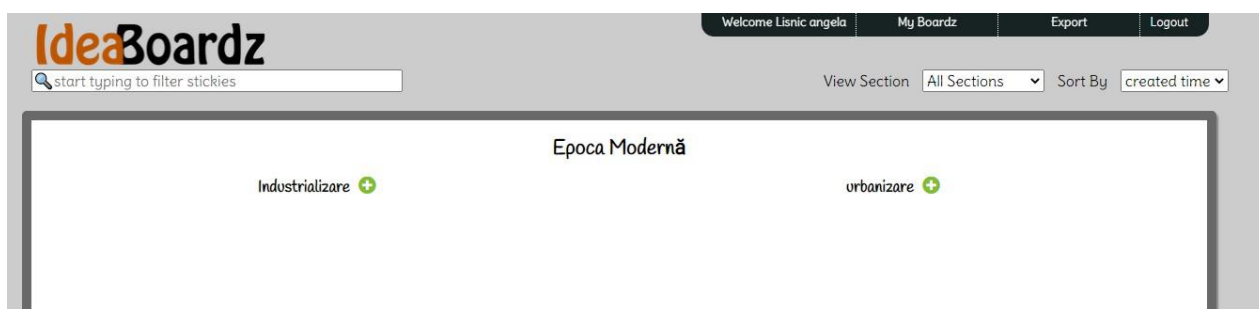 Welcome Lisnic angela My Boardz Export Logout
IdeaBoardz
start typing to filter stickies
View Section All Sections Sort By created time
Epoca Modernă
Industrializare urbanizare